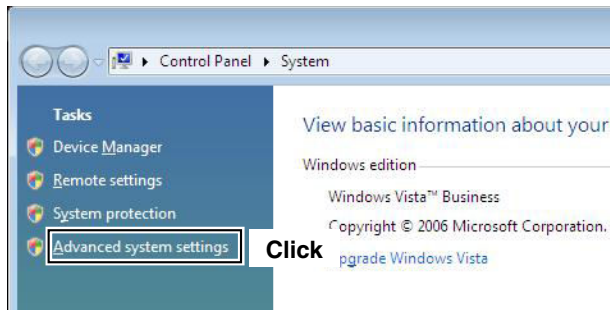 Control Panel System
Tasks
Device Manager
Remote settings
System protection
Advanced system settings
Click
View basic information about your
Windows edition
Windows Vista™ Business
Copyright © 2006 Microsoft Corporation.
pgrade Windows Vista